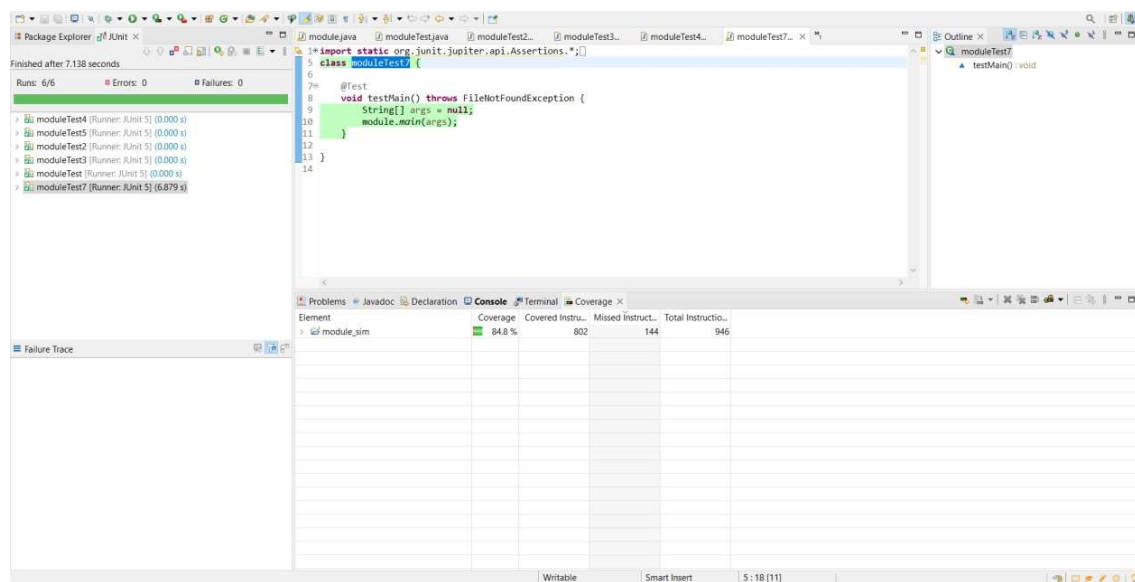 Package Explorer JUnit
module.java moduleTest.java moduleTest2... moduleTest3... moduleTest4... moduleTest7...
Outline
Finished after 7.138 seconds
Runs: 6/6 Errors: 0 Failures: 0
moduleTest4 [Runner: JUnit 5] (0.000 s)
moduleTest5 [Runner: JUnit 5] (0.000 s)
moduleTest2 [Runner: JUnit 5] (0.000 s)
moduleTest3 [Runner: JUnit 5] (0.000 s)
moduleTest [Runner: JUnit 5] (0.000 s)
moduleTest7 [Runner: JUnit 5] (6.879 s)
1 import static org.junit.jupiter.api.Assertions.*;
5 class moduleTest7 {
6
7 @Test
8 void testMain() throws FileNotFoundException {
9 String[] args = null;
10 module.main(args);
11 }
12
13 }
14
moduleTest7
testMain() : void
Problems Javadoc Declaration Console Terminal Coverage
Element Coverage Covered Instru... Missed Instruct... Total Instructio...
module_sim 84.8 % 802 144 946
Failure Trace
Writable Smart Insert 5 : 18 [11]